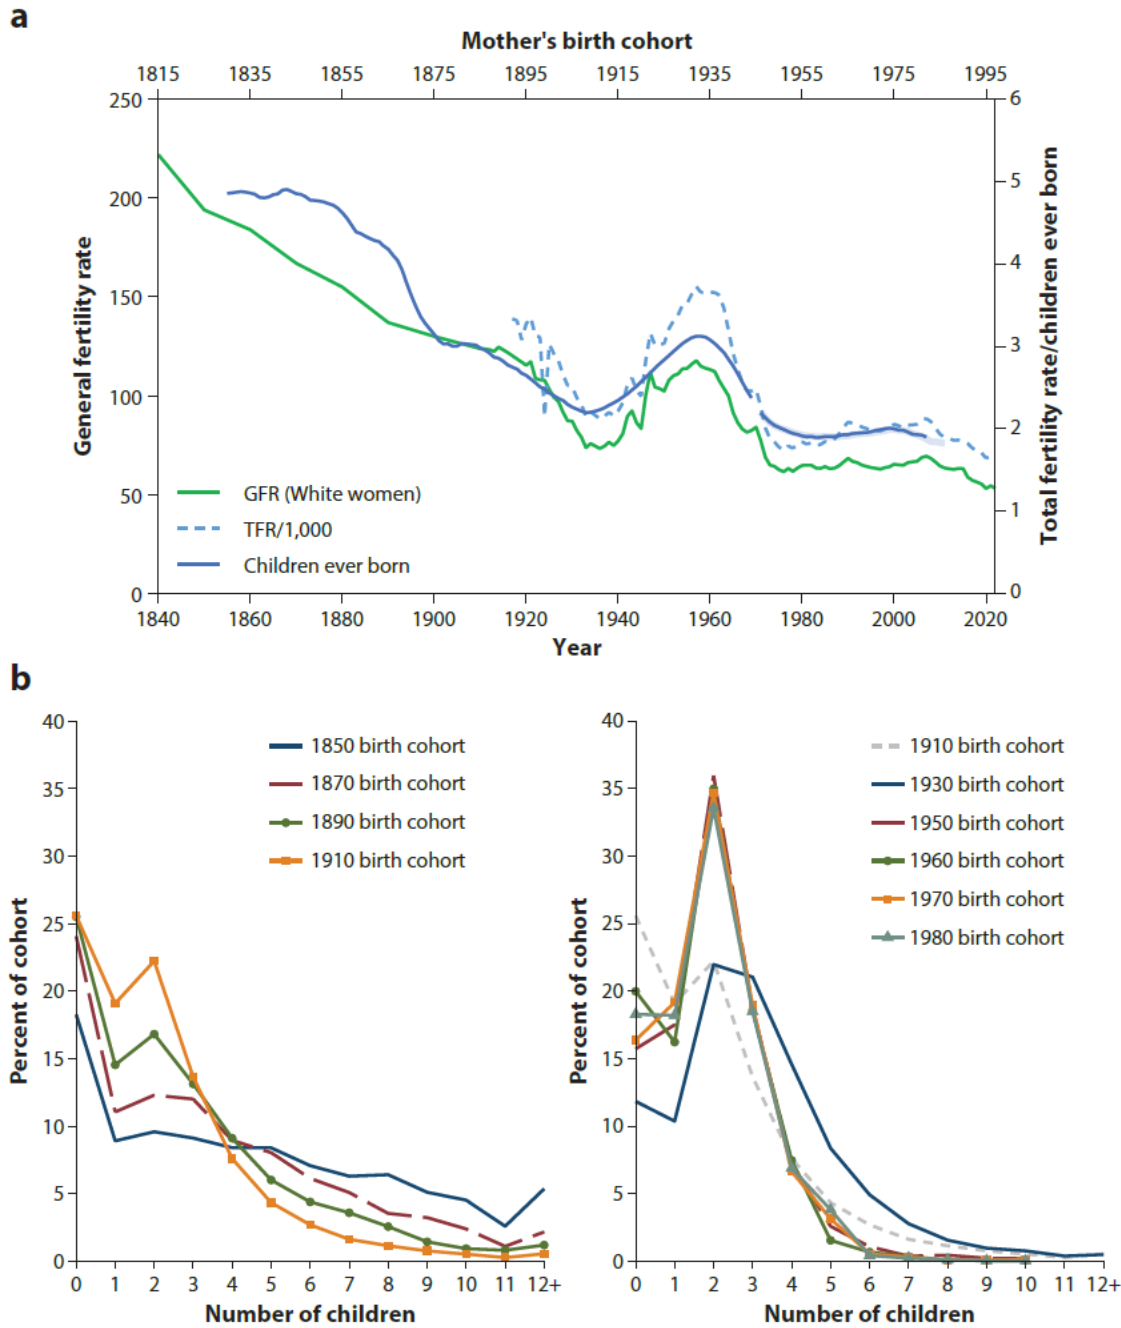 a
Mother's birth cohort
1815 1835 1855 1875 1895 1915 1935 1955 1975 1995
250
200
150
100
50
0
General fertility rate
6
5
4
3
2
1
0
Total fertility rate/children ever born
GFR (White women)
TFR/1,000
Children ever born
1840 1860 1880 1900 1920 1940 1960 1980 2000 2020
Year
b
40
35
30
25
20
15
10
5
0
Percent of cohort
1850 birth cohort
1870 birth cohort
1890 birth cohort
1910 birth cohort
0 1 2 3 4 5 6 7 8 9 10 11 12+
Number of children
40
35
30
25
20
15
10
5
0
Percent of cohort
1910 birth cohort
1930 birth cohort
1950 birth cohort
1960 birth cohort
1970 birth cohort
1980 birth cohort
0 1 2 3 4 5 6 7 8 9 10 11 12+
Number of children